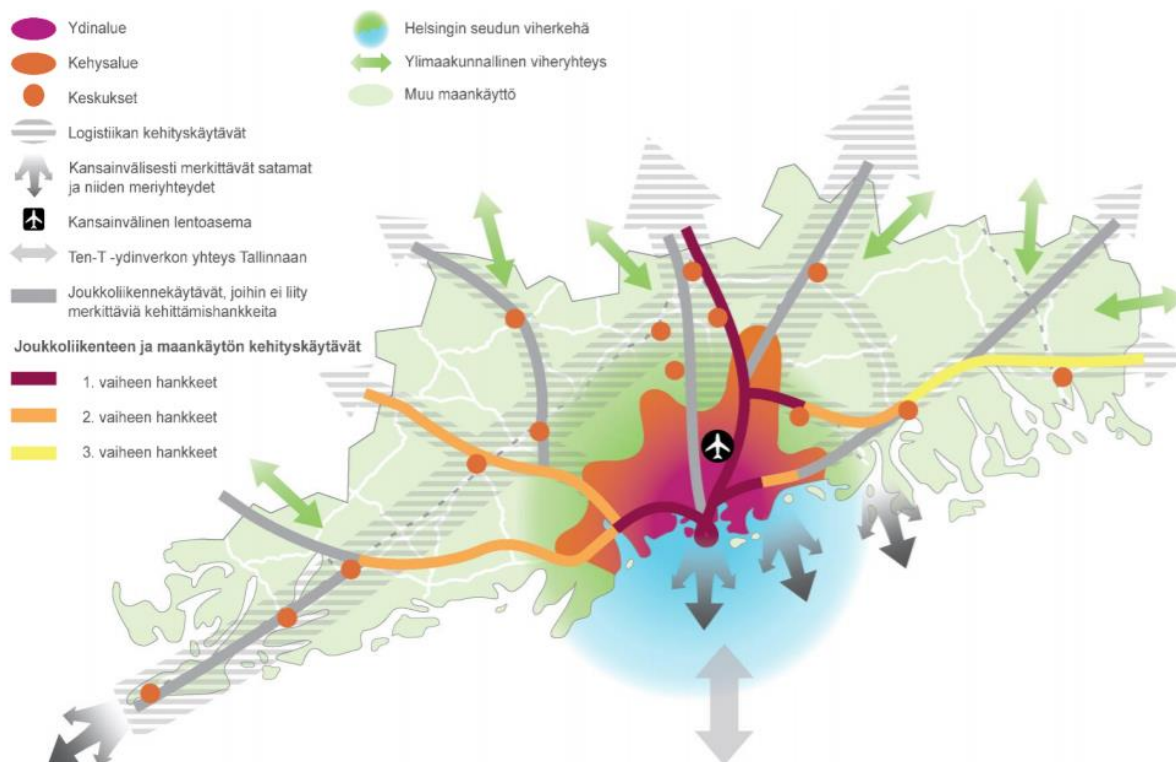 Ydinalue
Kehysalue
Keskukset
Logistiikan kehityskäytävät
Kansainvälisesti merkittävät satamat
ja niiden meriyhteydet
Kansainvälinen lentoasema
Ten-T -ydinverkon yhteys Tallinnaan
Joukkoliikennekäytävät, joihin ei liity
merkittäviä kehittämishankkeita
Joukkoliikenteen ja maankäytön kehityskäytävät
1. vaiheen hankkeet
2. vaiheen hankkeet
3. vaiheen hankkeet
Helsingin seudun viherkehä
Ylimaakunnallinen viheryhteys
Muu maankäyttö